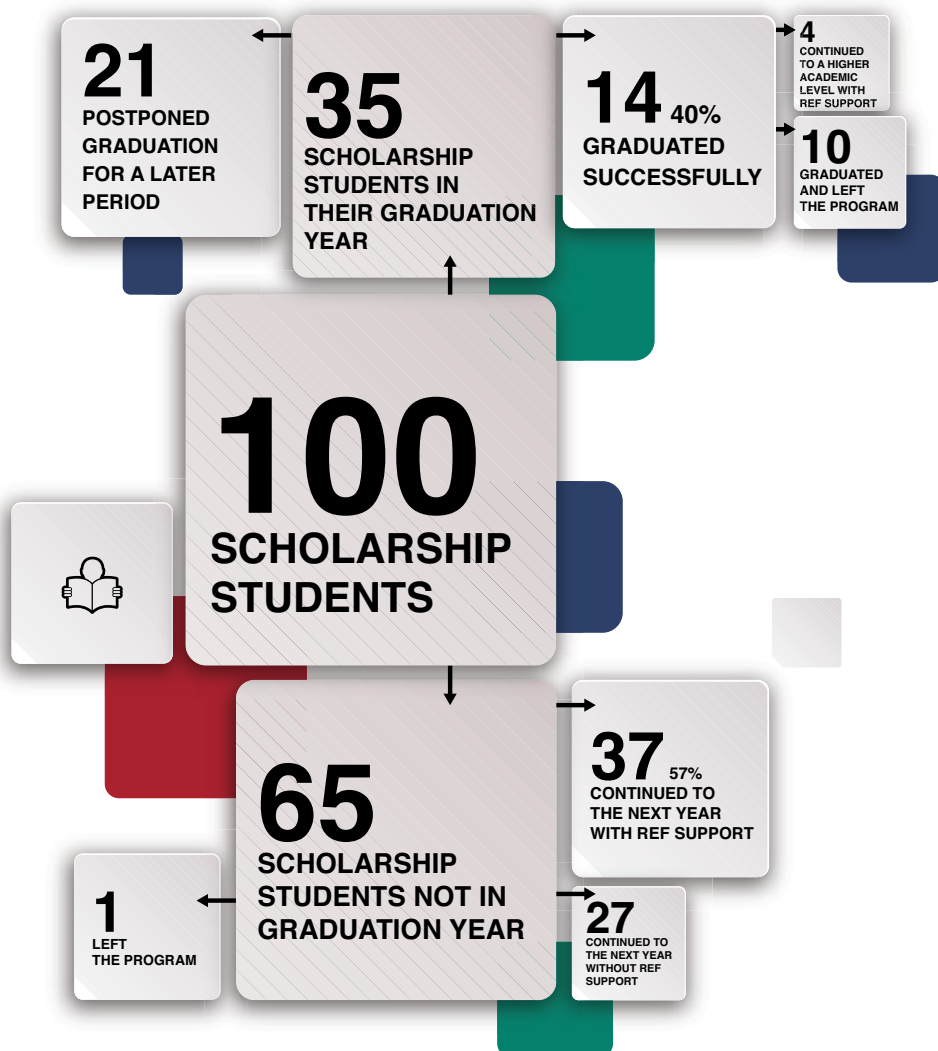 21
POSTPONED
GRADUATION
FOR A LATER
PERIOD
35
SCHOLARSHIP
STUDENTS IN
THEIR GRADUATION
YEAR
14 40%
GRADUATED
SUCCESSFULLY
4
CONTINUED
TO A HIGHER
ACADEMIC
LEVEL WITH
REF SUPPORT
10
GRADUATED
AND LEFT
THE PROGRAM
100
SCHOLARSHIP
STUDENTS
65
SCHOLARSHIP
STUDENTS NOT IN
GRADUATION YEAR
37 57%
CONTINUED TO
THE NEXT YEAR
WITH REF SUPPORT
1
LEFT
THE PROGRAM
27
CONTINUED TO
THE NEXT YEAR
WITHOUT REF
SUPPORT